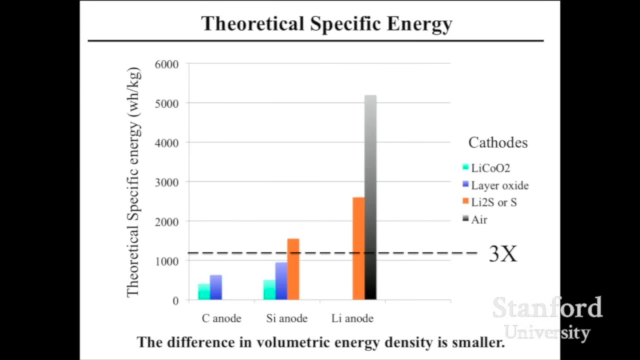 Theoretical Specific Energy
Theoretical Specific energy (wh/kg)
6000
5000
4000
3000
2000
1000
0
C anode
Si anode
Li anode
Cathodes
LiCoO2
Layer oxide
Li2S or S
Air
3X
Stanford
University
The difference in volumetric energy density is smaller.